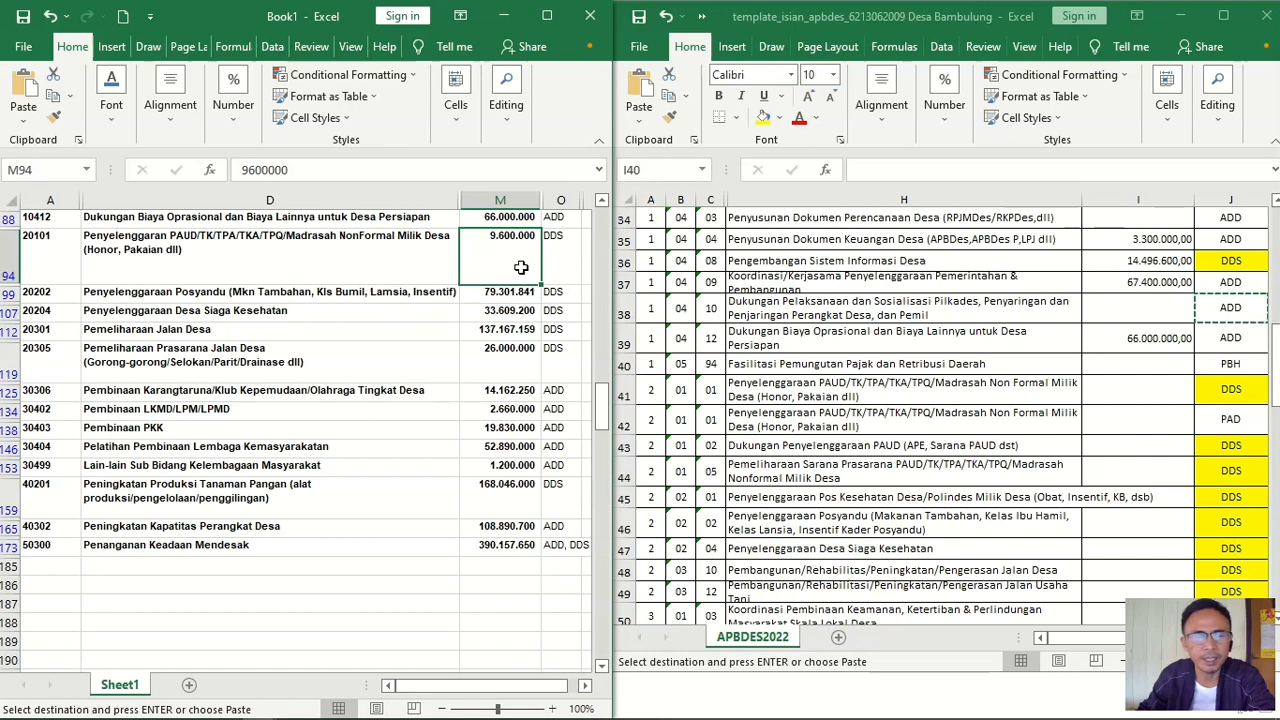 Book1 - Excel
Sign in
File Home Insert Draw Page La Formul Data Review View Help Tell me Share
Paste Font Alignment Number Conditional Formatting Format as Table Cell Styles Cells Editing
Clipboard Styles
M94 fx 9600000
A D M O
88 10412 Dukungan Biaya Oprasional dan Biaya Lainnya untuk Desa Persiapan 66.000.000 ADD
20101 Penyelenggaran PAUD/TK/TPA/TKA/TPQ/Madrasah NonFormal Milik Desa 9.600.000 DDS
(Honor, Pakaian dll)
94
99 20202 Penyelenggaraan Posyandu (Mkn Tambahan, Kls Bumil, Lamsia, Insentif) 79.301.841 DDS
107 20204 Penyelenggaraan Desa Siaga Kesehatan 33.609.200 DDS
112 20301 Pemeliharaan Jalan Desa 137.161.159 DDS
20305 Pemeliharaan Prasarana Jalan Desa 26.000.000 DDS
(Gorong-gorong/Selokan/Parit/Drainase dll)
119
125 30306 Pembinaan Karangtaruna/Klub Kepemudaan/Olahraga Tingkat Desa 14.162.250 ADD
134 30402 Pembinaan LKMD/LPM/LPMD 2.660.000 ADD
138 30403 Pembinaan PKK 19.830.000 ADD
146 30404 Pelatihan Pembinaan Lembaga Kemasyarakatan 52.890.000 ADD
153 30499 Lain-lain Sub Bidang Kelembagaan Masyarakat 1.200.000 ADD
40201 Peningkatan Produksi Tanaman Pangan (alat 168.046.000 DDS
produksi/pengelolaan/penggilingan)
159
165 40302 Peningkatan Kapatitas Perangkat Desa 108.890.700 ADD
173 50300 Penanganan Keadaan Mendesak 390.157.650 ADD, DDS
185
186
187
188
189
190
Sheet1
Select destination and press ENTER or choose Paste
100%
template_isian_apbdes_6213062009 Desa Bambulung - Excel
Sign in
File Home Insert Draw Page Layout Formulas Data Review View Help Tell me Share
Paste Calibri 10 B I U A A A Alignment Number Conditional Formatting Format as Table Cell Styles Cells Editing
Clipboard Font Styles
I40 fx
A B C H I J
34 1 04 03 Penyusunan Dokumen Perencanaan Desa (RPJMDes/RKPDes,dll) ADD
35 1 04 04 Penyusunan Dokumen Keuangan Desa (APBDes,APBDes P,LPJ dll) 3.300.000,00 ADD
36 1 04 08 Pengembangan Sistem Informasi Desa 14.496.600,00 DDS
37 1 04 09 Koordinasi/Kerjasama Penyelenggaraan Pemerintahan & 67.400.000,00 ADD
Pembangunan
38 1 04 10 Dukungan Pelaksanaan dan Sosialisasi Pilkades, Penyaringan dan ADD
Penjaringan Perangkat Desa, dan Pemil
39 1 04 12 Dukungan Biaya Oprasional dan Biaya Lainnya untuk Desa 66.000.000,00 ADD
Persiapan
40 1 05 94 Fasilitasi Pemungutan Pajak dan Retribusi Daerah PBH
41 2 01 01 Penyelenggaraan PAUD/TK/TPA/TKA/TPQ/Madrasah Non Formal Milik DDS
Desa (Honor, Pakaian dll)
42 2 01 01 Penyelenggaraan PAUD/TK/TPA/TKA/TPQ/Madrasah Non Formal Milik PAD
Desa (Honor, Pakaian dll)
43 2 01 02 Dukungan Penyelenggaraan PAUD (APE, Sarana PAUD dst) DDS
44 2 01 05 Pemeliharaan Sarana Prasarana PAUD/TK/TPA/TKA/TPQ/Madrasah DDS
Nonformal Milik Desa
45 2 02 01 Penyelenggaraan Pos Kesehatan Desa/Polindes Milik Desa (Obat, Insentif, KB, dsb) DDS
46 2 02 02 Penyelenggaraan Posyandu (Makanan Tambahan, Kelas Ibu Hamil, DDS
Kelas Lansia, Insentif Kader Posyandu)
47 2 02 04 Penyelenggaraan Desa Siaga Kesehatan DDS
48 2 03 10 Pembangunan/Rehabilitasi/Peningkatan/Pengerasan Jalan Desa DDS
49 2 03 12 Pembangunan/Rehabilitasi/Peningkatan/Pengerasan Jalan Usaha DDS
Tani
50 3 01 03 Koordinasi Pembinaan Keamanan, Ketertiban & Perlindungan
Masyarakat Skala Lokal Desa
APBDES2022
Select destination and press ENTER or choose Paste